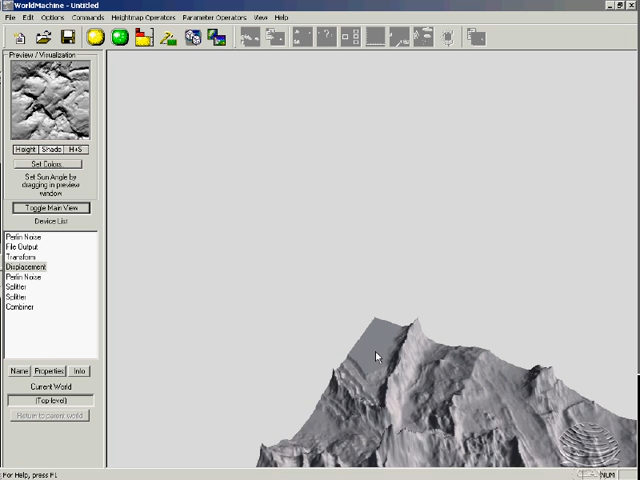 WorldMachine - Untitled
File Edit Options Commands Heightmap Operators Parameter Operators View Help
Preview / Visualization
Height Shade H+S
Set Colors..
Set Sun Angle by
dragging in preview
window
Toggle Main View
Device List
Perlin Noise
File Output
Transform
Displacement
Perlin Noise
Splitter
Splitter
Combiner
Name Properties Info
Current World
(Top level)
Return to parent world
For Help, press F1
NUM